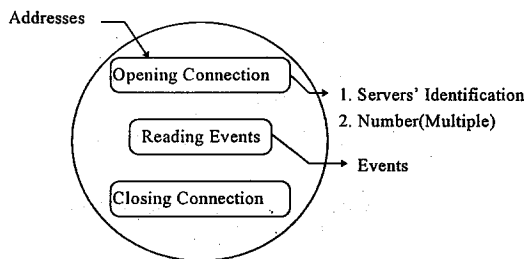 Addresses
Opening Connection
1. Servers' Identification
2. Number(Multiple)
Reading Events
Events
Closing Connection